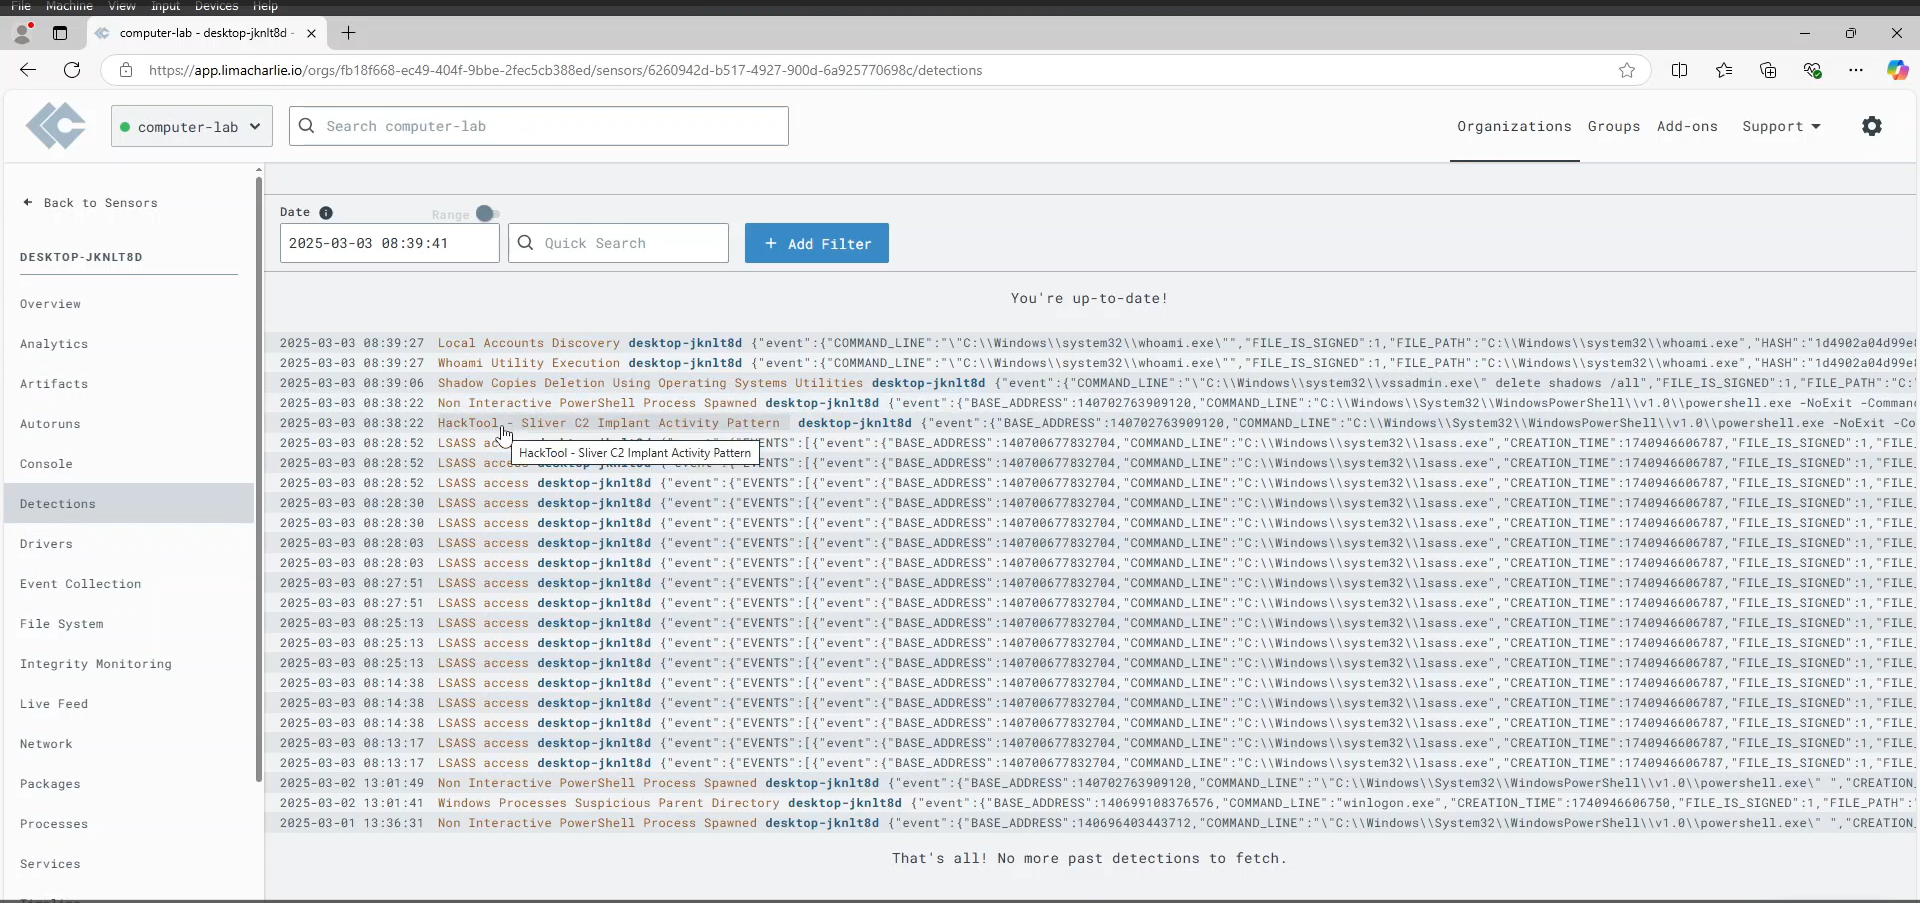 File Machine View Input Devices Help
computer-lab - desktop-jknlt8d -
https://app.limacharlie.io/orgs/fb18f668-ec49-404f-9bbe-2fec5cb388ed/sensors/6260942d-b517-4927-900d-6a925770698c/detections
computer-lab
Search computer-lab
Organizations Groups Add-ons Support
Back to Sensors
DESKTOP-JKNLT8D
Overview
Analytics
Artifacts
Autoruns
Console
Detections
Drivers
Event Collection
File System
Integrity Monitoring
Live Feed
Network
Packages
Processes
Services
Timeline
Date
Range
2025-03-03 08:39:41
Quick Search
+ Add Filter
You're up-to-date!
2025-03-03 08:39:27 Local Accounts Discovery desktop-jknlt8d {"event":{"COMMAND_LINE":"\"C:\\Windows\\system32\\whoami.exe\"","FILE_IS_SIGNED":1,"FILE_PATH":"C:\\Windows\\system32\\whoami.exe","HASH":"1d4902a04d99e8
2025-03-03 08:39:27 Whoami Utility Execution desktop-jknlt8d {"event":{"COMMAND_LINE":"\"C:\\Windows\\system32\\whoami.exe\"","FILE_IS_SIGNED":1,"FILE_PATH":"C:\\Windows\\system32\\whoami.exe","HASH":"1d4902a04d99e8
2025-03-03 08:39:06 Shadow Copies Deletion Using Operating Systems Utilities desktop-jknlt8d {"event":{"COMMAND_LINE":"\"C:\\Windows\\system32\\vssadmin.exe\" delete shadows /all","FILE_IS_SIGNED":1,"FILE_PATH":"C:
2025-03-03 08:38:22 Non Interactive PowerShell Process Spawned desktop-jknlt8d {"event":{"BASE_ADDRESS":140702763909120,"COMMAND_LINE":"C:\\Windows\\System32\\WindowsPowerShell\\v1.0\\powershell.exe -NoExit -Command
2025-03-03 08:38:22 HackTool - Sliver C2 Implant Activity Pattern desktop-jknlt8d {"event":{"BASE_ADDRESS":140702763909120,"COMMAND_LINE":"C:\\Windows\\System32\\WindowsPowerShell\\v1.0\\powershell.exe -NoExit -Co
2025-03-03 08:28:52 LSASS ac EVENTS":[{"event":{"BASE_ADDRESS":140700677832704,"COMMAND_LINE":"C:\\Windows\\system32\\lsass.exe","CREATION_TIME":1740946606787,"FILE_IS_SIGNED":1,"FILE_
HackTool - Sliver C2 Implant Activity Pattern
2025-03-03 08:28:52 LSASS acce desktop-jknlt8d {"event":{"EVENTS":[{"event":{"BASE_ADDRESS":140700677832704,"COMMAND_LINE":"C:\\Windows\\system32\\lsass.exe","CREATION_TIME":1740946606787,"FILE_IS_SIGNED":1,"FILE_
2025-03-03 08:28:52 LSASS access desktop-jknlt8d {"event":{"EVENTS":[{"event":{"BASE_ADDRESS":140700677832704,"COMMAND_LINE":"C:\\Windows\\system32\\lsass.exe","CREATION_TIME":1740946606787,"FILE_IS_SIGNED":1,"FILE_
2025-03-03 08:28:30 LSASS access desktop-jknlt8d {"event":{"EVENTS":[{"event":{"BASE_ADDRESS":140700677832704,"COMMAND_LINE":"C:\\Windows\\system32\\lsass.exe","CREATION_TIME":1740946606787,"FILE_IS_SIGNED":1,"FILE_
2025-03-03 08:28:30 LSASS access desktop-jknlt8d {"event":{"EVENTS":[{"event":{"BASE_ADDRESS":140700677832704,"COMMAND_LINE":"C:\\Windows\\system32\\lsass.exe","CREATION_TIME":1740946606787,"FILE_IS_SIGNED":1,"FILE_
2025-03-03 08:28:03 LSASS access desktop-jknlt8d {"event":{"EVENTS":[{"event":{"BASE_ADDRESS":140700677832704,"COMMAND_LINE":"C:\\Windows\\system32\\lsass.exe","CREATION_TIME":1740946606787,"FILE_IS_SIGNED":1,"FILE_
2025-03-03 08:28:03 LSASS access desktop-jknlt8d {"event":{"EVENTS":[{"event":{"BASE_ADDRESS":140700677832704,"COMMAND_LINE":"C:\\Windows\\system32\\lsass.exe","CREATION_TIME":1740946606787,"FILE_IS_SIGNED":1,"FILE_
2025-03-03 08:27:51 LSASS access desktop-jknlt8d {"event":{"EVENTS":[{"event":{"BASE_ADDRESS":140700677832704,"COMMAND_LINE":"C:\\Windows\\system32\\lsass.exe","CREATION_TIME":1740946606787,"FILE_IS_SIGNED":1,"FILE_
2025-03-03 08:27:51 LSASS access desktop-jknlt8d {"event":{"EVENTS":[{"event":{"BASE_ADDRESS":140700677832704,"COMMAND_LINE":"C:\\Windows\\system32\\lsass.exe","CREATION_TIME":1740946606787,"FILE_IS_SIGNED":1,"FILE_
2025-03-03 08:25:13 LSASS access desktop-jknlt8d {"event":{"EVENTS":[{"event":{"BASE_ADDRESS":140700677832704,"COMMAND_LINE":"C:\\Windows\\system32\\lsass.exe","CREATION_TIME":1740946606787,"FILE_IS_SIGNED":1,"FILE_
2025-03-03 08:25:13 LSASS access desktop-jknlt8d {"event":{"EVENTS":[{"event":{"BASE_ADDRESS":140700677832704,"COMMAND_LINE":"C:\\Windows\\system32\\lsass.exe","CREATION_TIME":1740946606787,"FILE_IS_SIGNED":1,"FILE_
2025-03-03 08:25:13 LSASS access desktop-jknlt8d {"event":{"EVENTS":[{"event":{"BASE_ADDRESS":140700677832704,"COMMAND_LINE":"C:\\Windows\\system32\\lsass.exe","CREATION_TIME":1740946606787,"FILE_IS_SIGNED":1,"FILE_
2025-03-03 08:14:38 LSASS access desktop-jknlt8d {"event":{"EVENTS":[{"event":{"BASE_ADDRESS":140700677832704,"COMMAND_LINE":"C:\\Windows\\system32\\lsass.exe","CREATION_TIME":1740946606787,"FILE_IS_SIGNED":1,"FILE_
2025-03-03 08:14:38 LSASS access desktop-jknlt8d {"event":{"EVENTS":[{"event":{"BASE_ADDRESS":140700677832704,"COMMAND_LINE":"C:\\Windows\\system32\\lsass.exe","CREATION_TIME":1740946606787,"FILE_IS_SIGNED":1,"FILE_
2025-03-03 08:14:38 LSASS access desktop-jknlt8d {"event":{"EVENTS":[{"event":{"BASE_ADDRESS":140700677832704,"COMMAND_LINE":"C:\\Windows\\system32\\lsass.exe","CREATION_TIME":1740946606787,"FILE_IS_SIGNED":1,"FILE_
2025-03-03 08:13:17 LSASS access desktop-jknlt8d {"event":{"EVENTS":[{"event":{"BASE_ADDRESS":140700677832704,"COMMAND_LINE":"C:\\Windows\\system32\\lsass.exe","CREATION_TIME":1740946606787,"FILE_IS_SIGNED":1,"FILE_
2025-03-03 08:13:17 LSASS access desktop-jknlt8d {"event":{"EVENTS":[{"event":{"BASE_ADDRESS":140700677832704,"COMMAND_LINE":"C:\\Windows\\system32\\lsass.exe","CREATION_TIME":1740946606787,"FILE_IS_SIGNED":1,"FILE_
2025-03-02 13:01:49 Non Interactive PowerShell Process Spawned desktop-jknlt8d {"event":{"BASE_ADDRESS":140702763909120,"COMMAND_LINE":"\"C:\\Windows\\System32\\WindowsPowerShell\\v1.0\\powershell.exe\" ","CREATION_
2025-03-02 13:01:41 Windows Processes Suspicious Parent Directory desktop-jknlt8d {"event":{"BASE_ADDRESS":140699108376576,"COMMAND_LINE":"winlogon.exe","CREATION_TIME":1740946606750,"FILE_IS_SIGNED":1,"FILE_PATH":"
2025-03-01 13:36:31 Non Interactive PowerShell Process Spawned desktop-jknlt8d {"event":{"BASE_ADDRESS":140696403443712,"COMMAND_LINE":"\"C:\\Windows\\System32\\WindowsPowerShell\\v1.0\\powershell.exe\" ","CREATION
That's all! No more past detections to fetch.